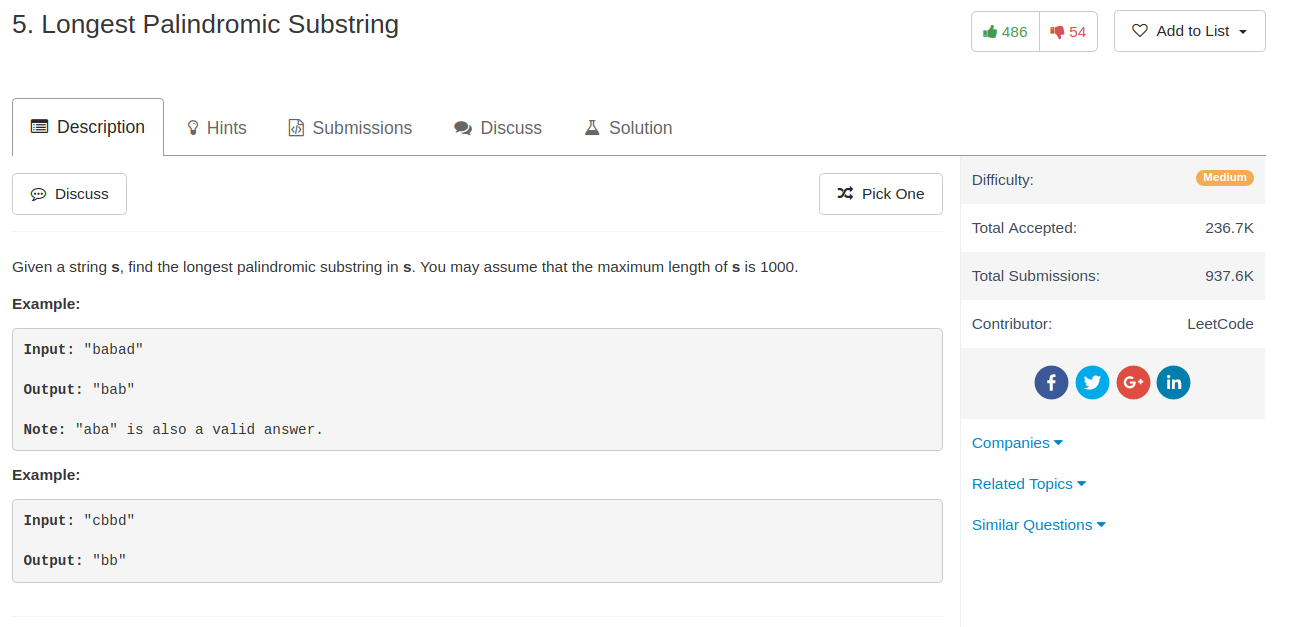 5. Longest Palindromic Substring
486
54
Add to List
Description
Hints
Submissions
Discuss
Solution
Discuss
Pick One
Given a string s, find the longest palindromic substring in s. You may assume that the maximum length of s is 1000.
Example:
Input: "babad"
Output: "bab"
Note: "aba" is also a valid answer.
Example:
Input: "cbbd"
Output: "bb"
Difficulty: Medium
Total Accepted: 236.7K
Total Submissions: 937.6K
Contributor: LeetCode
f G+ in
Companies
Related Topics
Similar Questions